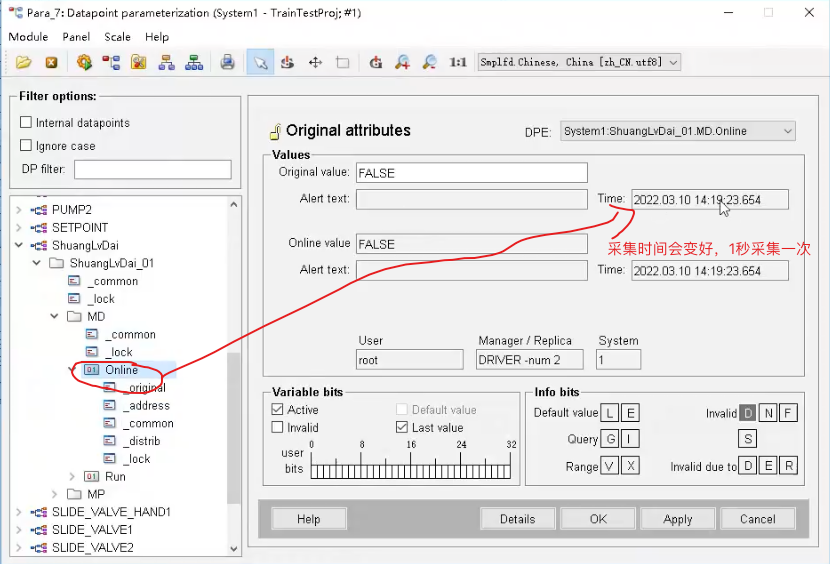 Para_7: Datapoint parameterization (System1 - TrainTestProj; #1)
Module Panel Scale Help
1:1 Smplfd.Chinese, China [zh_CN.utf8]
Filter options:
Internal datapoints
Ignore case
DP filter:
PUMP2
SETPOINT
ShuangLvDai
ShuangLvDai_01
_common
_lock
MD
_common
_lock
Online
_original
_address
_common
_distrib
_lock
Run
MP
SLIDE_VALVE_HAND1
SLIDE_VALVE1
SLIDE_VALVE2
Original attributes
DPE: System1:ShuangLvDai_01.MD.Online
Values
Original value: FALSE
Alert text: Time: 2022.03.10 14:19:23.654
采集时间会变好，1秒采集一次
Online value FALSE
Alert text: Time: 2022.03.10 14:19:23.654
User Manager / Replica System
root DRIVER -num 2 1
Variable bits
Active Default value
Invalid Last value
0 8 16 24 32
user
bits
Info bits
Default value L E Invalid D N F
Query G I S
Range V X Invalid due to D E R
Help Details OK Apply Cancel